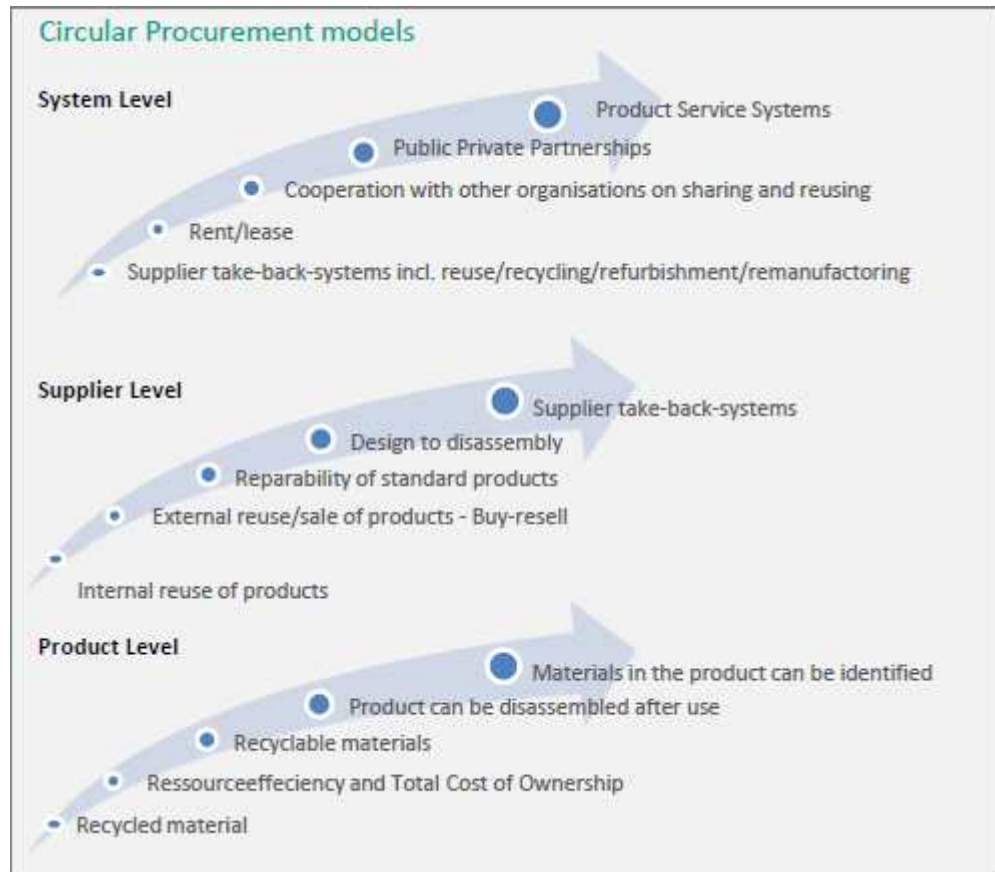 Circular Procurement models
System Level
Product Service Systems
Public Private Partnerships
Cooperation with other organisations on sharing and reusing
Rent/lease
Supplier take-back-systems incl. reuse/recycling/refurbishment/remanufactoring
Supplier Level
Supplier take-back-systems
Design to disassembly
Reparability of standard products
External reuse/sale of products - Buy-resell
Internal reuse of products
Product Level
Materials in the product can be identified
Product can be disassembled after use
Recyclable materials
Ressourceeffeciency and Total Cost of Ownership
Recycled material